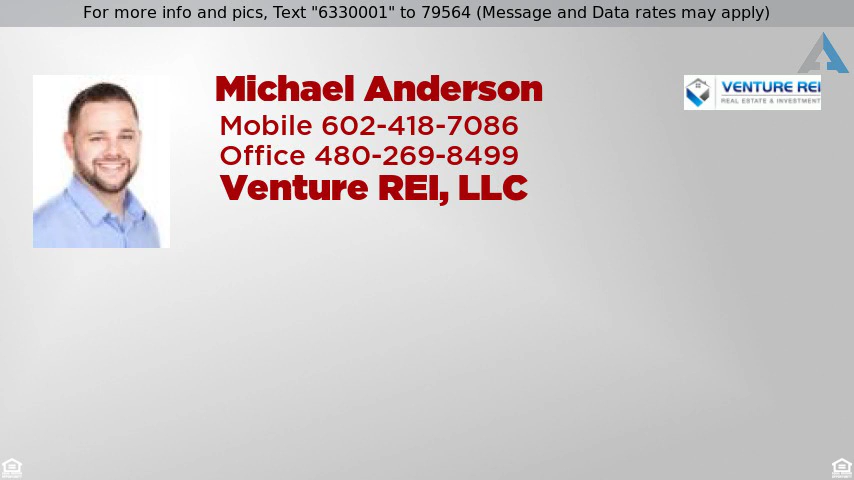 For more info and pics, Text "6330001" to 79564 (Message and Data rates may apply)
Michael Anderson
Mobile 602-418-7086
Office 480-269-8499
Venture REI, LLC
VENTURE REI
REAL ESTATE & INVESTMENT